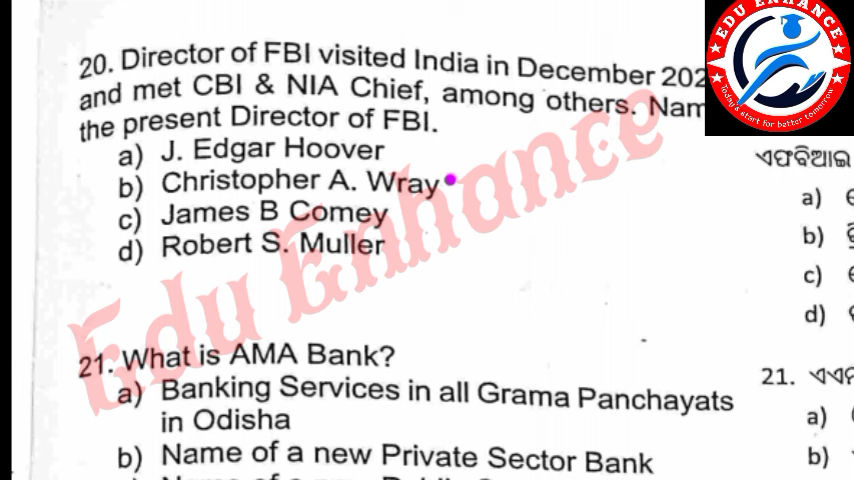 EDU ENHANCE
Today's start for better tomorrow
20. Director of FBI visited India in December
and met CBI & NIA Chief, among others.
the present Director of FBI.
a) J. Edgar Hoover
b) Christopher A. Wray
c) James B Comey
d) Robert S. Muller
Edu Enhance
21. What is AMA Bank?
a) Banking Services in all Grama Panchayats
in Odisha
b) Name of a new Private Sector Bank
ଏଫବିଆଇ
a)
b)
c)
d)
21.
a)
b)